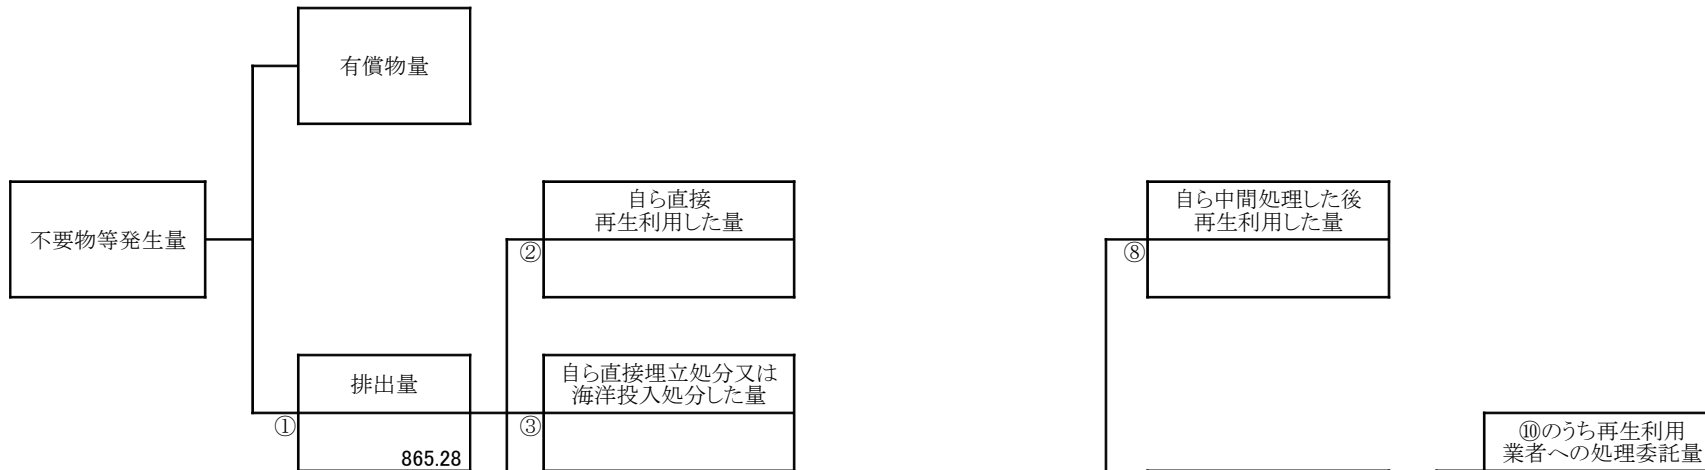 有償物量
不要物等発生量
自ら直接
再生利用した量
②
自ら中間処理した後
再生利用した量
⑧
排出量
①
865.28
自ら直接埋立処分又は
海洋投入処分した量
③
⑩のうち再生利用
業者への処理委託量